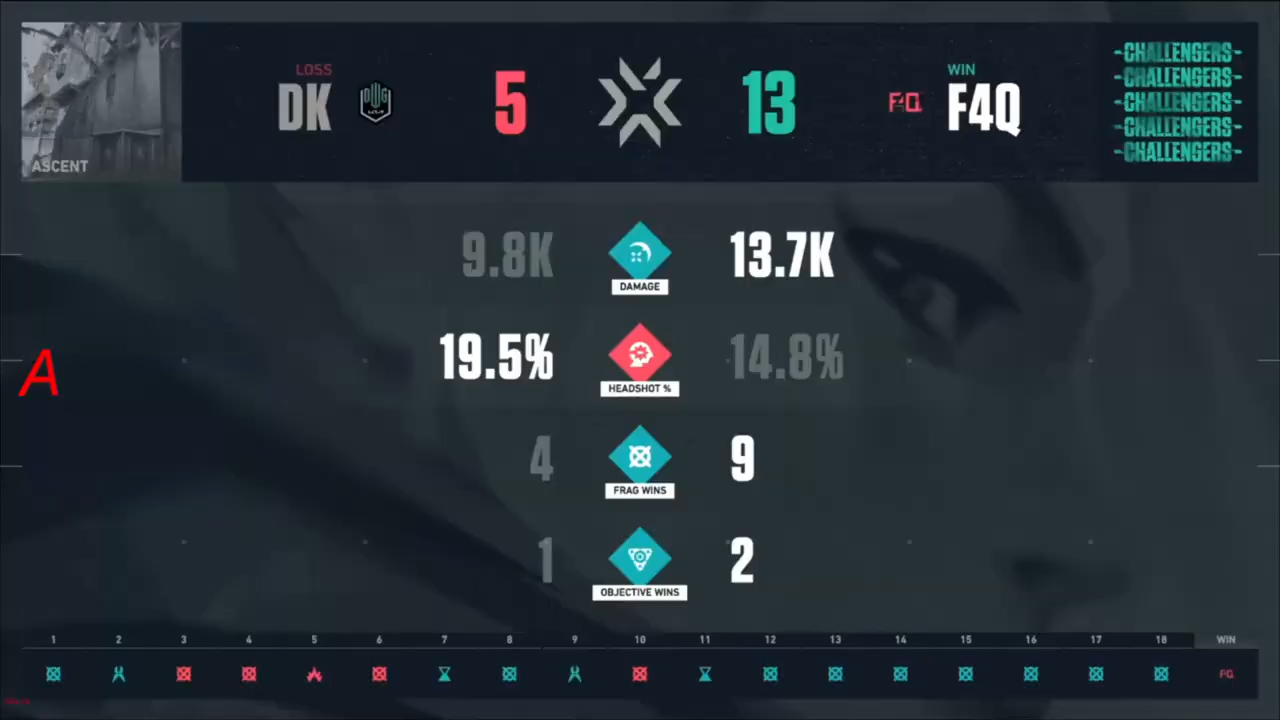 LOSS
DK
5
13
F4Q
WIN
F4Q
-CHALLENGERS-
-CHALLENGERS-
-CHALLENGERS-
-CHALLENGERS-
-CHALLENGERS-
ASCENT
9.8K
DAMAGE
13.7K
A
19.5%
HEADSHOT %
14.8%
4
FRAG WINS
9
1
OBJECTIVE WINS
2
1 2 3 4 5 6 7 8 9 10 11 12 13 14 15 16 17 18 WIN